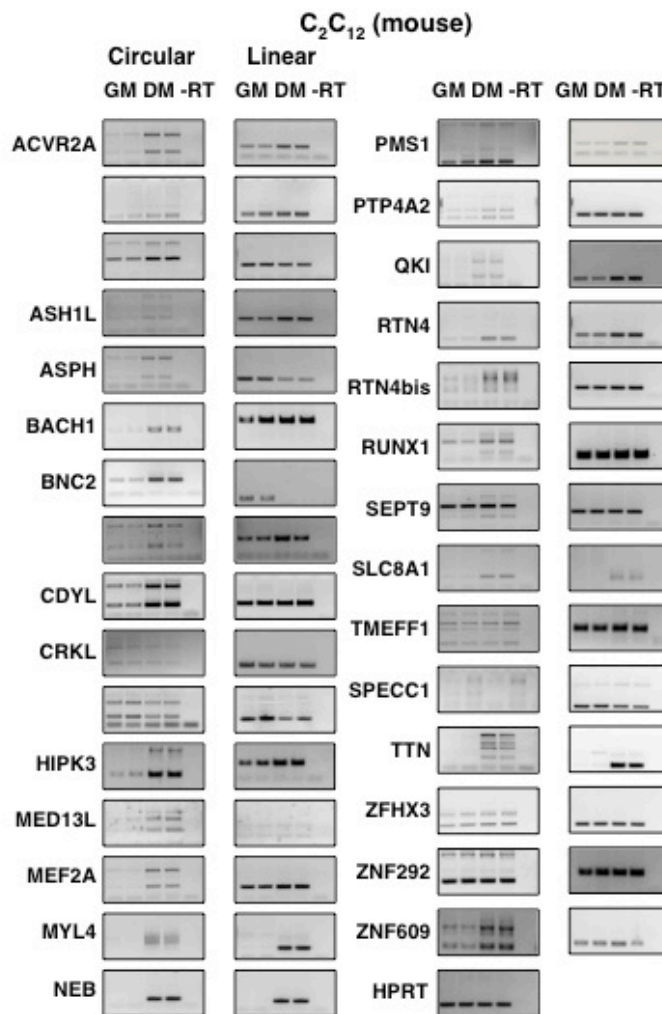 C₂C₁₂ (mouse)
Circular Linear
GM DM -RT GM DM -RT
GM DM -RT GM DM -RT
ACVR2A
ASH1L
ASPH
BACH1
BNC2
CDYL
CRKL
HIPK3
MED13L
MEF2A
MYL4
NEB
PMS1
PTP4A2
QKI
RTN4
RTN4bis
RUNX1
SEPT9
SLC8A1
TMEFF1
SPECC1
TTN
ZFHX3
ZNF292
ZNF609
HPRT